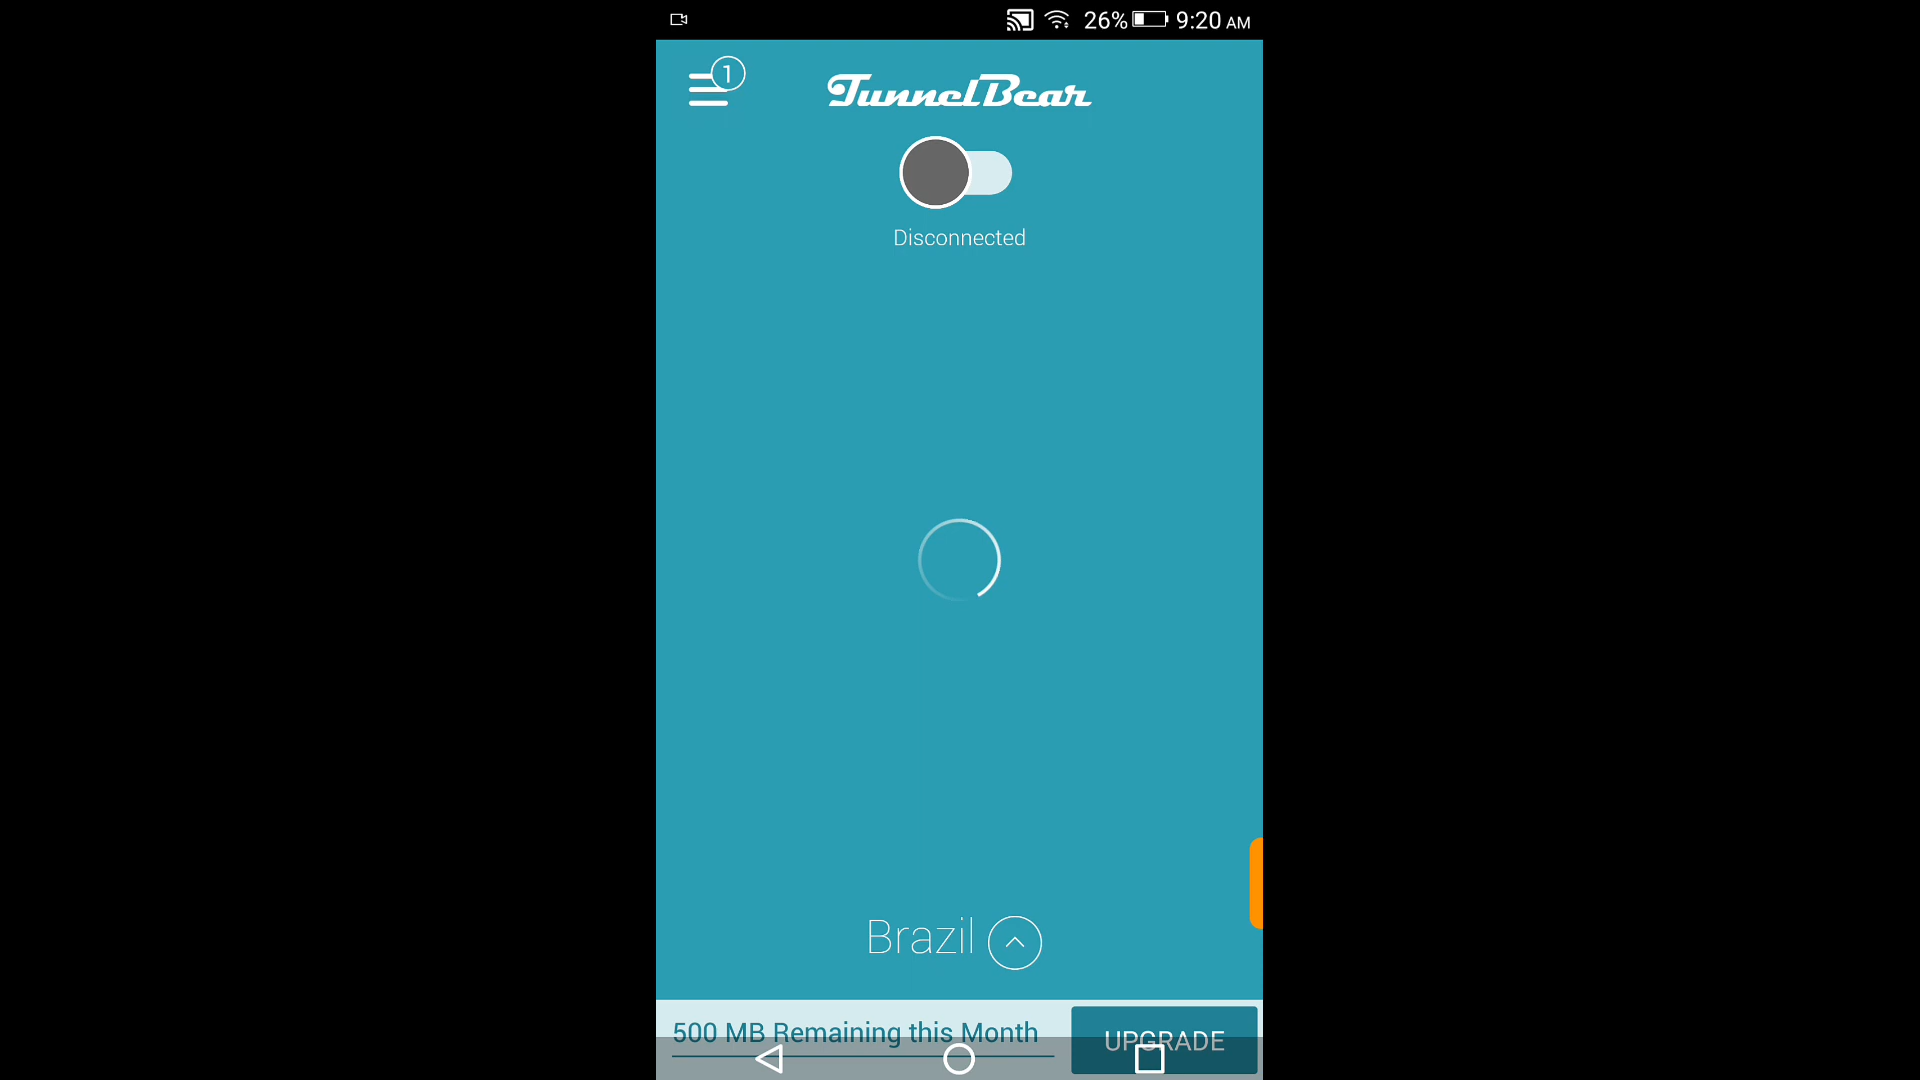 26% 9:20 AM
1
TunnelBear
Disconnected
Brazil
500 MB Remaining this Month
UPGRADE